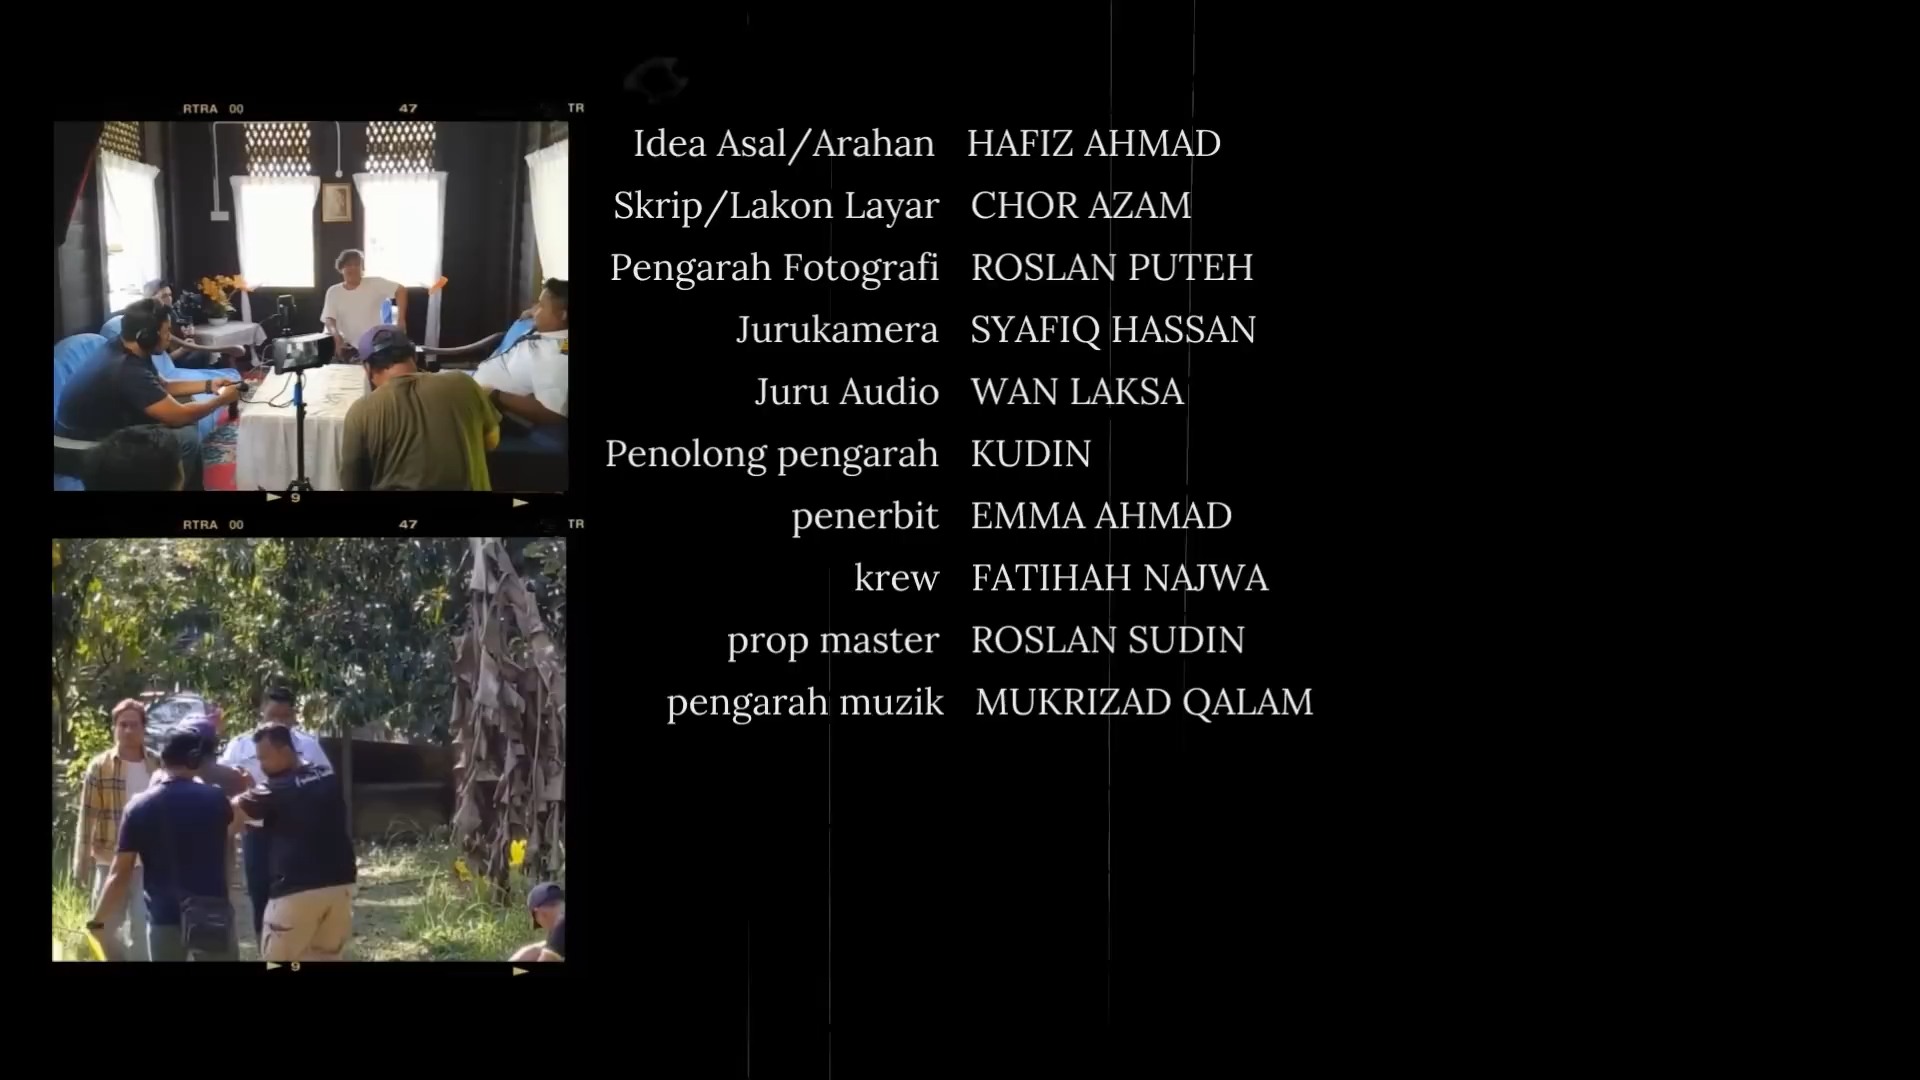 RTRA 00 47 TR
9
RTRA 00 47 TR
9
Idea Asal/Arahan HAFIZ AHMAD
Skrip/Lakon Layar CHOR AZAM
Pengarah Fotografi ROSLAN PUTEH
Jurukamera SYAFIQ HASSAN
Juru Audio WAN LAKSA
Penolong pengarah KUDIN
penerbit EMMA AHMAD
krew FATIHAH NAJWA
prop master ROSLAN SUDIN
pengarah muzik MUKRIZAD QALAM